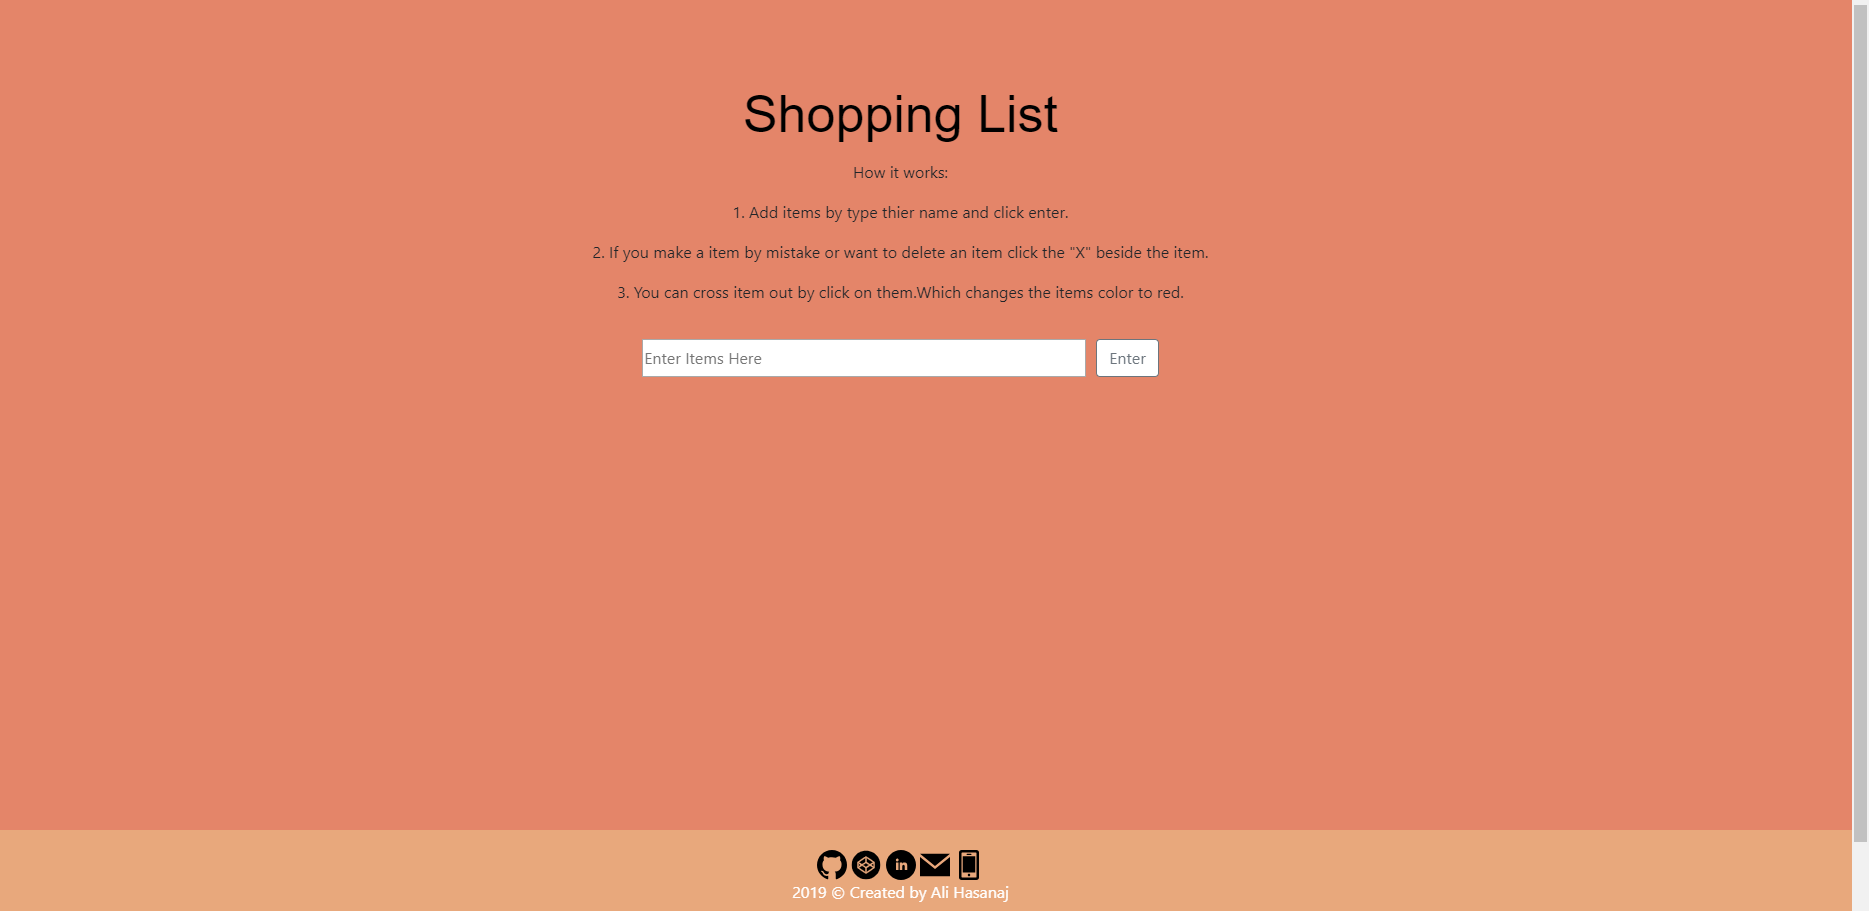 Shopping List
How it works:
1. Add items by type thier name and click enter.
2. If you make a item by mistake or want to delete an item click the "X" beside the item.
3. You can cross item out by click on them.Which changes the items color to red.
Enter Items Here
Enter
in
2019 © Created by Ali Hasanaj